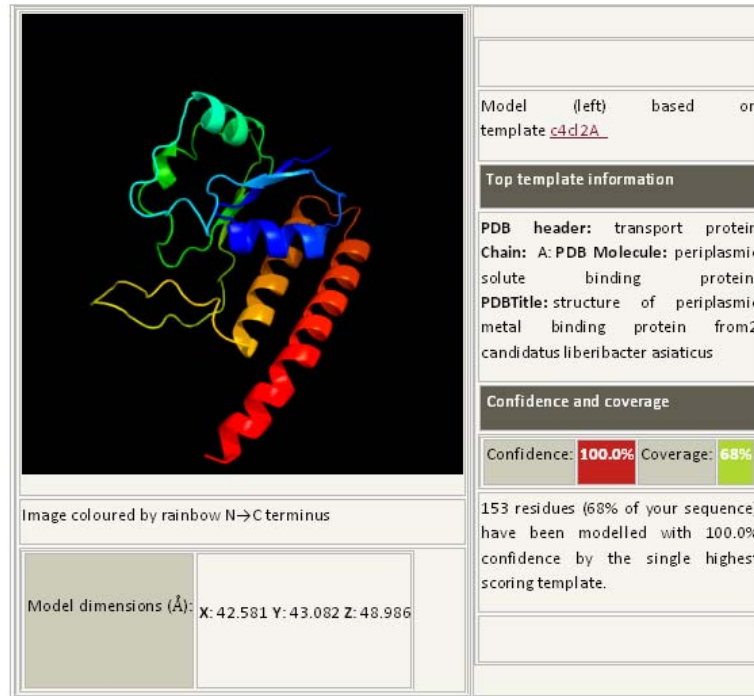 Model (left) based on
template c4cl2A_
Top template information
PDB header: transport protein
Chain: A: PDB Molecule: periplasmic
solute binding protein
PDBTitle: structure of periplasmic
metal binding protein from2
candidatus liberibacter asiaticus
Confidence and coverage
Confidence: 100.0% Coverage: 68%
153 residues (68% of your sequence)
have been modelled with 100.0%
confidence by the single highest
scoring template.
Image coloured by rainbow N→C terminus
Model dimensions (Å): X: 42.581 Y: 43.082 Z: 48.986